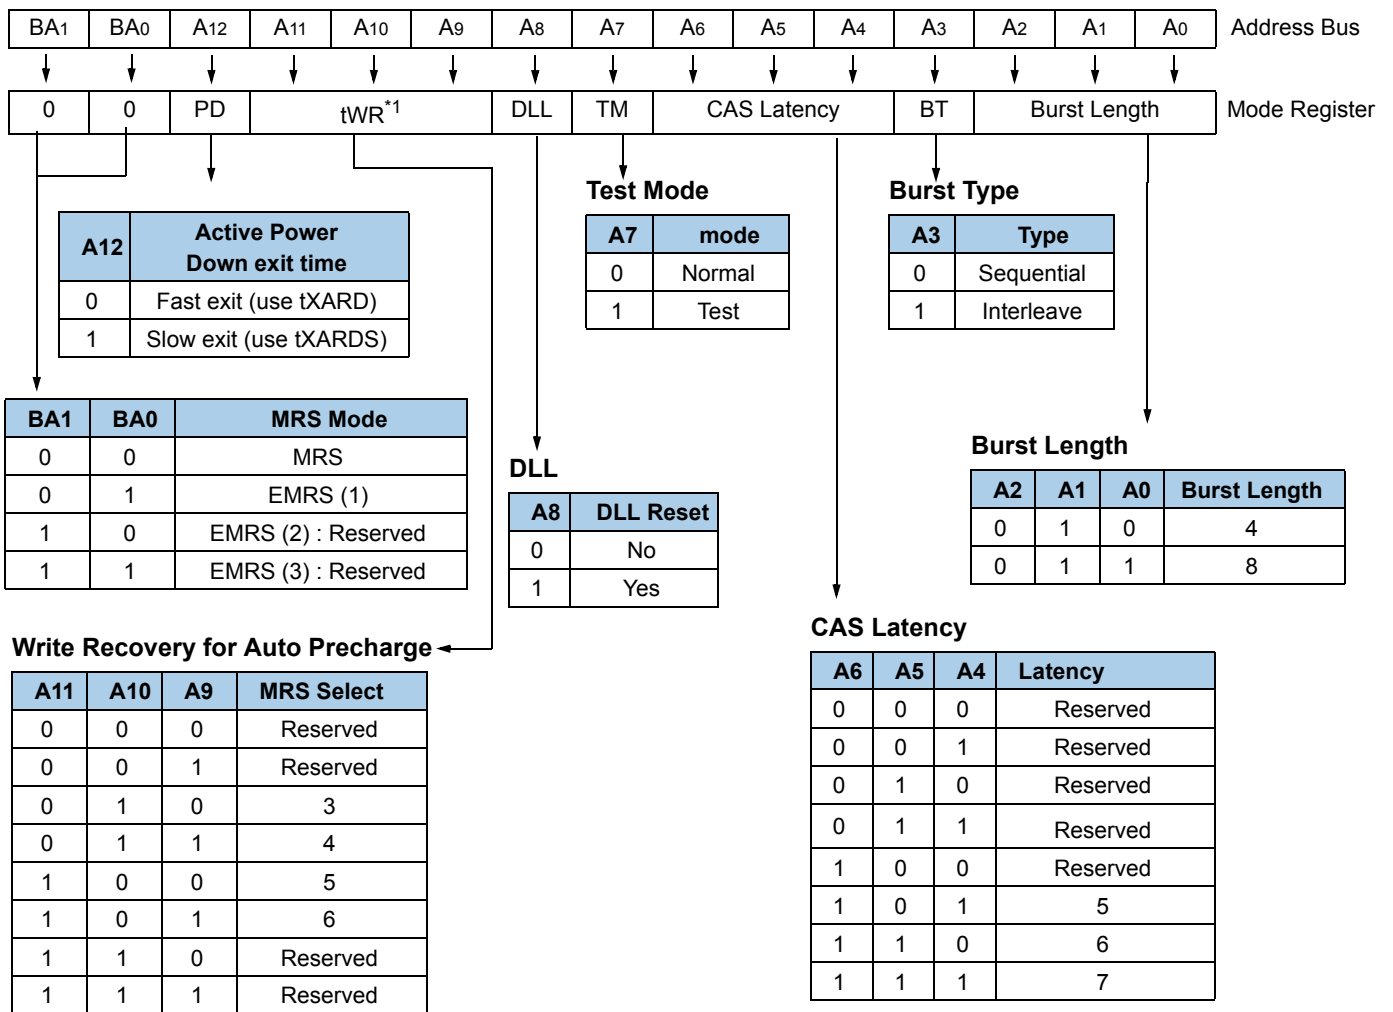 BA1 BA0 A12 A11 A10 A9 A8 A7 A6 A5 A4 A3 A2 A1 A0 Address Bus
0 0 PD tWR*1 DLL TM CAS Latency BT Burst Length Mode Register
A12 Active Power Down exit time
0 Fast exit (use tXARD)
1 Slow exit (use tXARDS)
Test Mode
A7 mode
0 Normal
1 Test
Burst Type
A3 Type
0 Sequential
1 Interleave
BA1 BA0 MRS Mode
0 0 MRS
0 1 EMRS (1)
1 0 EMRS (2) : Reserved
1 1 EMRS (3) : Reserved
DLL
A8 DLL Reset
0 No
1 Yes
Burst Length
A2 A1 A0 Burst Length
0 1 0 4
0 1 1 8
Write Recovery for Auto Precharge
A11 A10 A9 MRS Select
0 0 0 Reserved
0 0 1 Reserved
0 1 0 3
0 1 1 4
1 0 0 5
1 0 1 6
1 1 0 Reserved
1 1 1 Reserved
CAS Latency
A6 A5 A4 Latency
0 0 0 Reserved
0 0 1 Reserved
0 1 0 Reserved
0 1 1 Reserved
1 0 0 Reserved
1 0 1 5
1 1 0 6
1 1 1 7